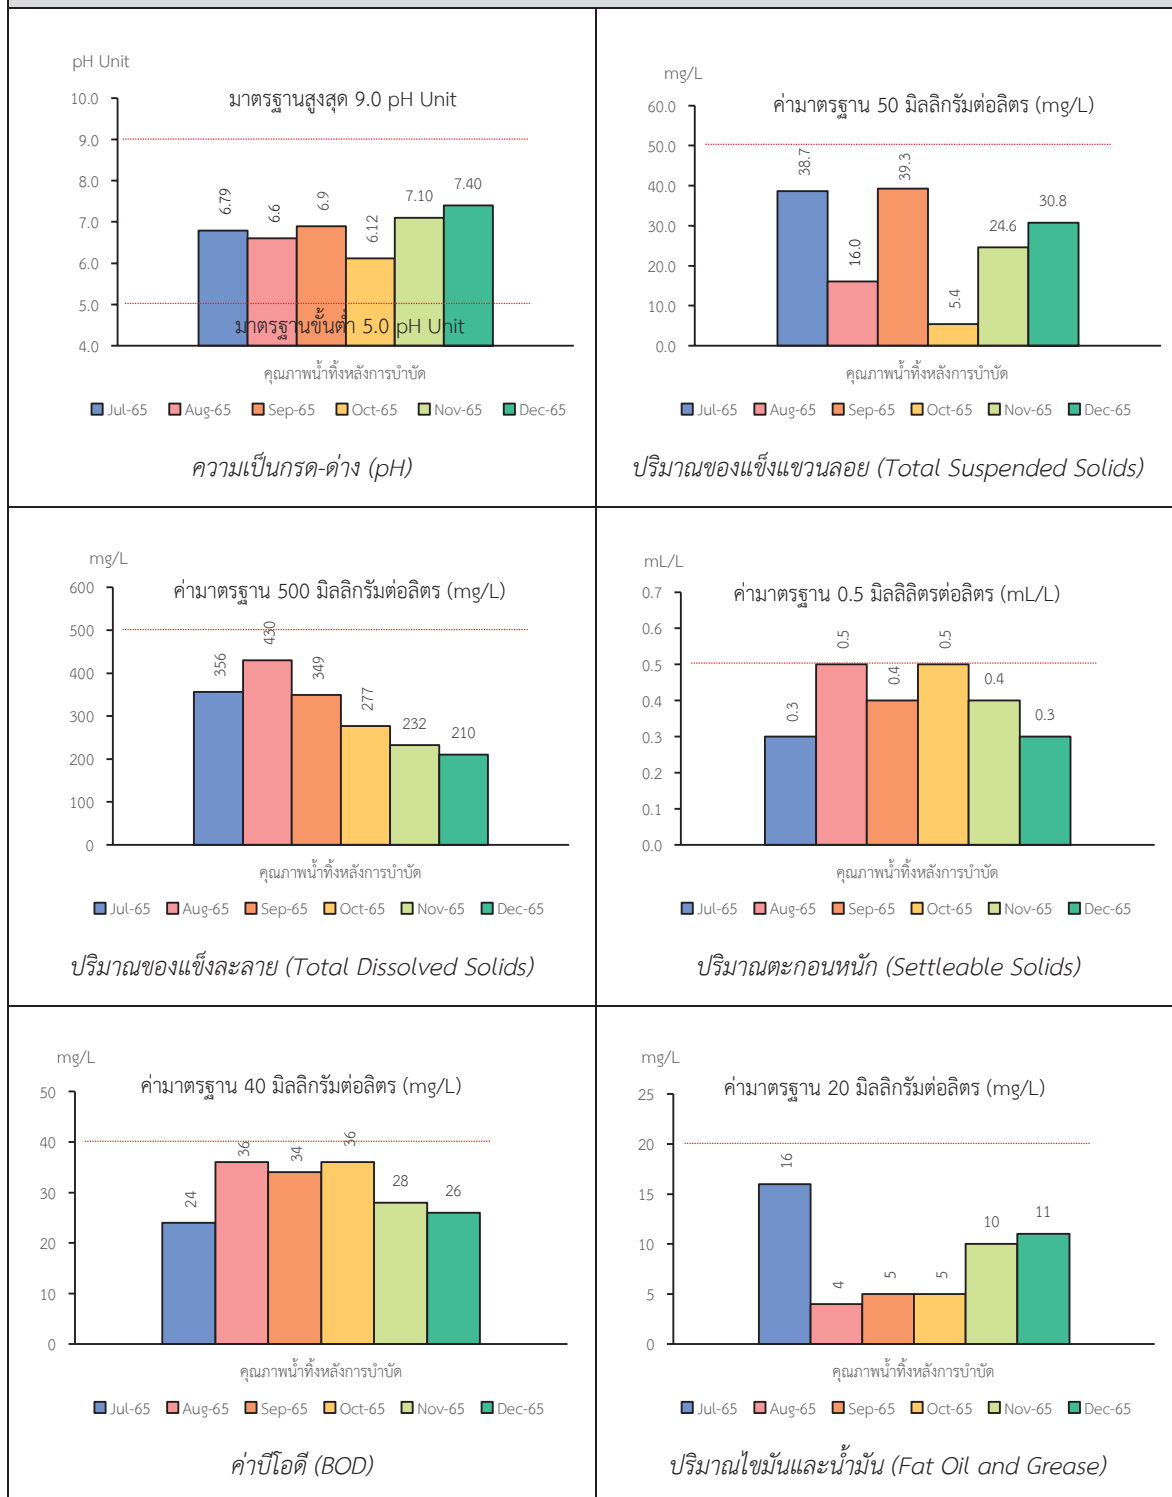 pH Unit
มาตรฐานสูงสุด 9.0 pH Unit
10.0
9.0
8.0
7.0
6.0
5.0
4.0
6.79
6.6
6.9
6.12
7.10
7.40
มาตรฐานขั้นต่ำ 5.0 pH Unit
คุณภาพน้ำทิ้งหลังการบำบัด
Jul-65 Aug-65 Sep-65 Oct-65 Nov-65 Dec-65
ความเป็นกรด-ด่าง (pH)
mg/L
ค่ามาตรฐาน 50 มิลลิกรัมต่อลิตร (mg/L)
60.0
50.0
40.0
30.0
20.0
10.0
0.0
38.7
16.0
39.3
5.4
24.6
30.8
คุณภาพน้ำทิ้งหลังการบำบัด
Jul-65 Aug-65 Sep-65 Oct-65 Nov-65 Dec-65
ปริมาณของแข็งแขวนลอย (Total Suspended Solids)
mg/L
ค่ามาตรฐาน 500 มิลลิกรัมต่อลิตร (mg/L)
600
500
400
300
200
100
0
356
430
349
277
232
210
คุณภาพน้ำทิ้งหลังการบำบัด
Jul-65 Aug-65 Sep-65 Oct-65 Nov-65 Dec-65
ปริมาณของแข็งละลาย (Total Dissolved Solids)
mL/L
ค่ามาตรฐาน 0.5 มิลลิลิตรต่อลิตร (mL/L)
0.7
0.6
0.5
0.4
0.3
0.2
0.1
0.0
0.3
0.5
0.4
0.5
0.4
0.3
คุณภาพน้ำทิ้งหลังการบำบัด
Jul-65 Aug-65 Sep-65 Oct-65 Nov-65 Dec-65
ปริมาณตะกอนหนัก (Settleable Solids)
mg/L
ค่ามาตรฐาน 40 มิลลิกรัมต่อลิตร (mg/L)
50
40
30
20
10
0
24
36
34
36
28
26
คุณภาพน้ำทิ้งหลังการบำบัด
Jul-65 Aug-65 Sep-65 Oct-65 Nov-65 Dec-65
ค่าบีโอดี (BOD)
mg/L
ค่ามาตรฐาน 20 มิลลิกรัมต่อลิตร (mg/L)
25
20
15
10
5
0
16
4
5
5
10
11
คุณภาพน้ำทิ้งหลังการบำบัด
Jul-65 Aug-65 Sep-65 Oct-65 Nov-65 Dec-65
ปริมาณไขมันและน้ำมัน (Fat Oil and Grease)